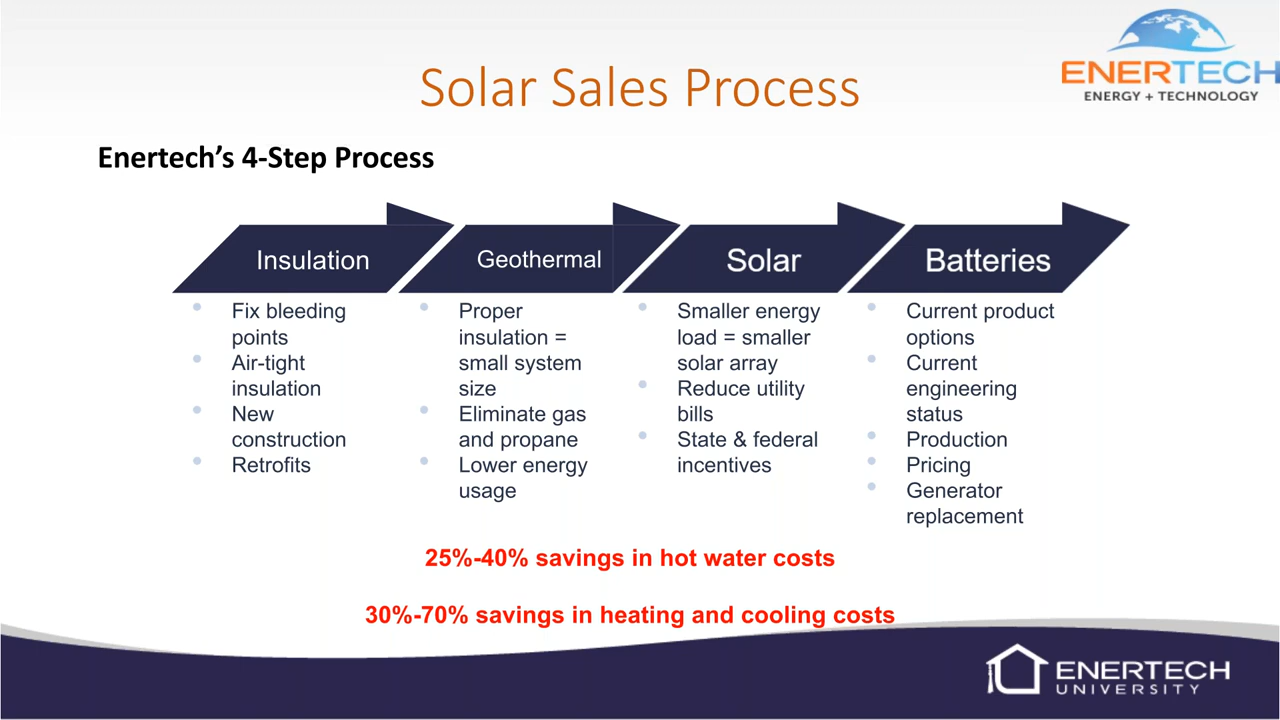 ENERTECH
ENERGY + TECHNOLOGY
Solar Sales Process
Enertech’s 4-Step Process
Insulation
Fix bleeding
points
Air-tight
insulation
New
construction
Retrofits
Geothermal
Proper
insulation =
small system
size
Eliminate gas
and propane
Lower energy
usage
Solar
Smaller energy
load = smaller
solar array
Reduce utility
bills
State & federal
incentives
Batteries
Current product
options
Current
engineering
status
Production
Pricing
Generator
replacement
25%-40% savings in hot water costs
30%-70% savings in heating and cooling costs
ENERTECH
UNIVERSITY